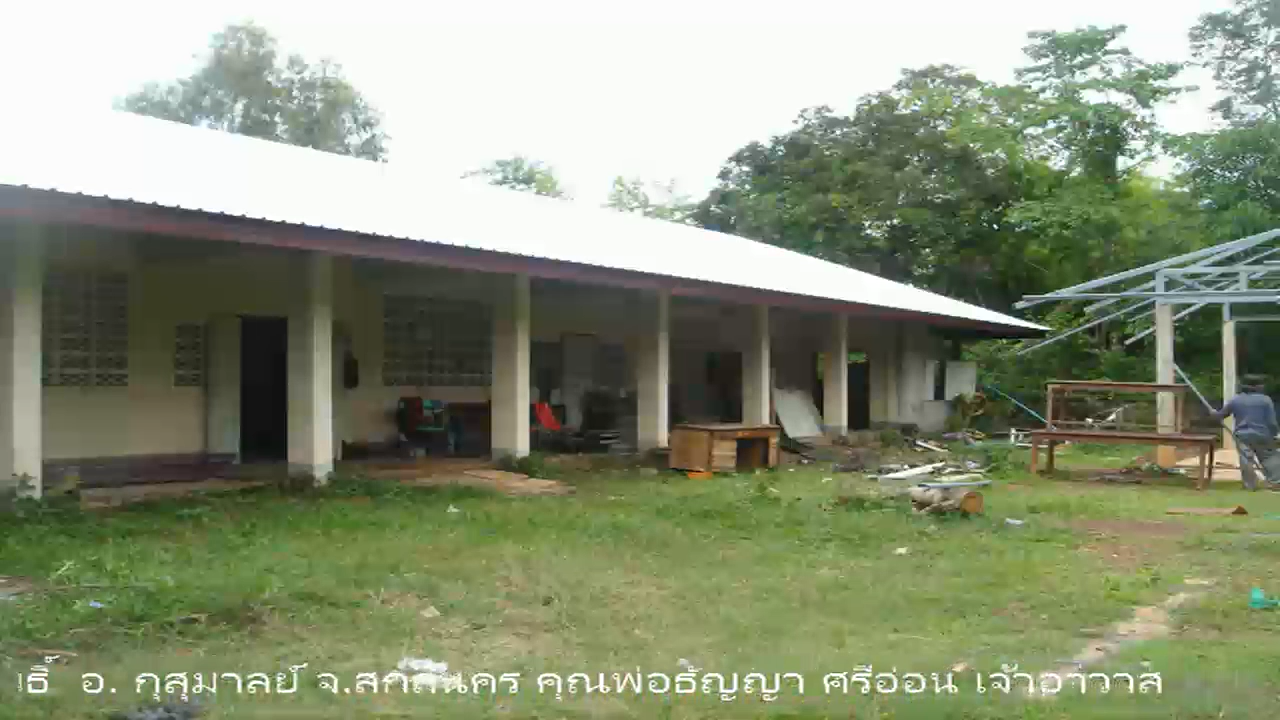 ธิ์ อ. กุสุมาลย์ จ.สกลนคร คุณพ่อธัญญา ศรีอ่อน เจ้าอาวาส